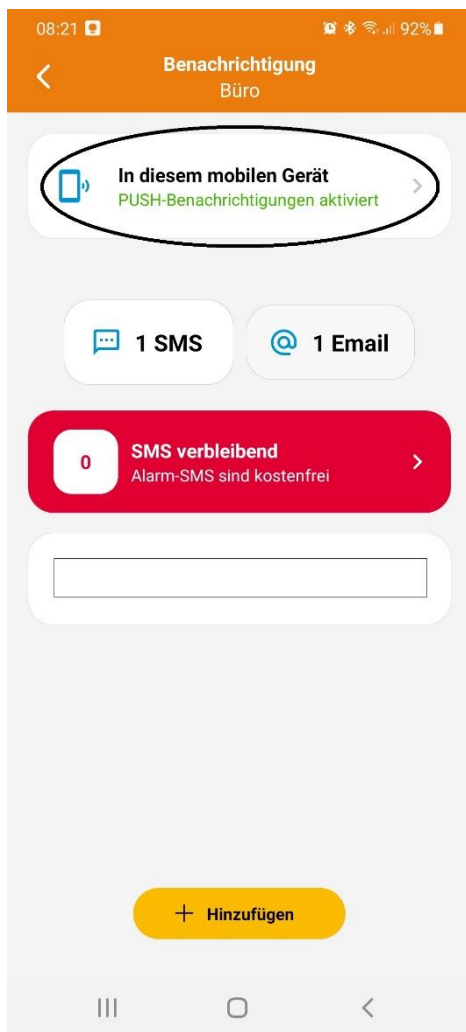 08:21 92%
Benachrichtigung
Büro
In diesem mobilen Gerät
PUSH-Benachrichtigungen aktiviert
1 SMS
@ 1 Email
0
SMS verbleibend
Alarm-SMS sind kostenfrei
+ Hinzufügen